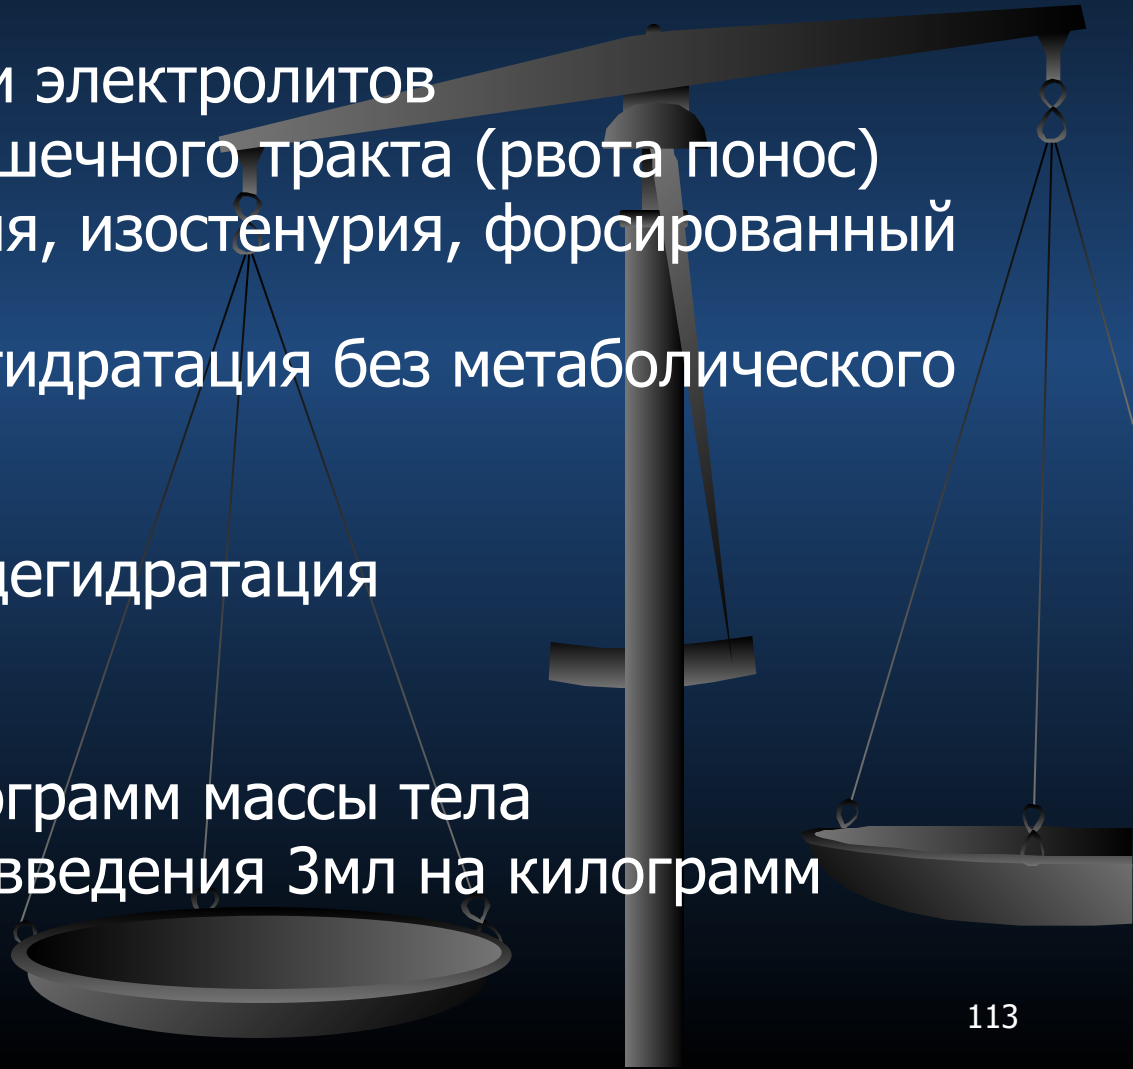 и электролитов
шечного тракта (рвота понос)
ия, изостенурия, форсированный
гидратация без метаболического
дегидратация
ограмм массы тела
введения 3мл на килограмм
113